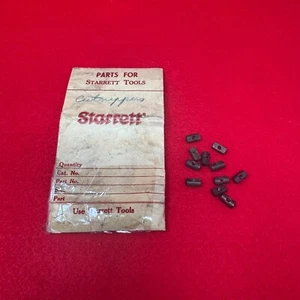 PARTS FOR
STARRETT TOOLS
Starrett
Quantity
Cat. No.
Part No.
Part
Use Starrett Tools